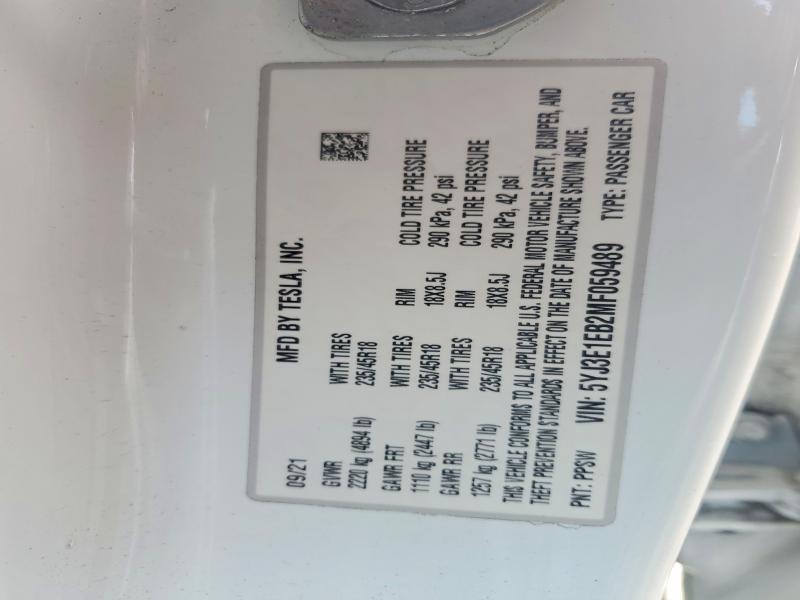 09/21 MFD BY TESLA, INC.
GVWR WITH TIRES
2220 kg (4894 lb) 235/45R18
GAWR FRT WITH TIRES RIM COLD TIRE PRESSURE
1110 kg (2447 lb) 235/45R18 18X8.5J 290 kPa, 42 psi
GAWR RR WITH TIRES RIM COLD TIRE PRESSURE
1257 kg (2771 lb) 235/45R18 18X8.5J 290 kPa, 42 psi
THIS VEHICLE CONFORMS TO ALL APPLICABLE U.S. FEDERAL MOTOR VEHICLE SAFETY, BUMPER, AND
THEFT PREVENTION STANDARDS IN EFFECT ON THE DATE OF MANUFACTURE SHOWN ABOVE.
PNT: PPSW VIN: 5YJ3E1EB2MF059489 TYPE: PASSENGER CAR